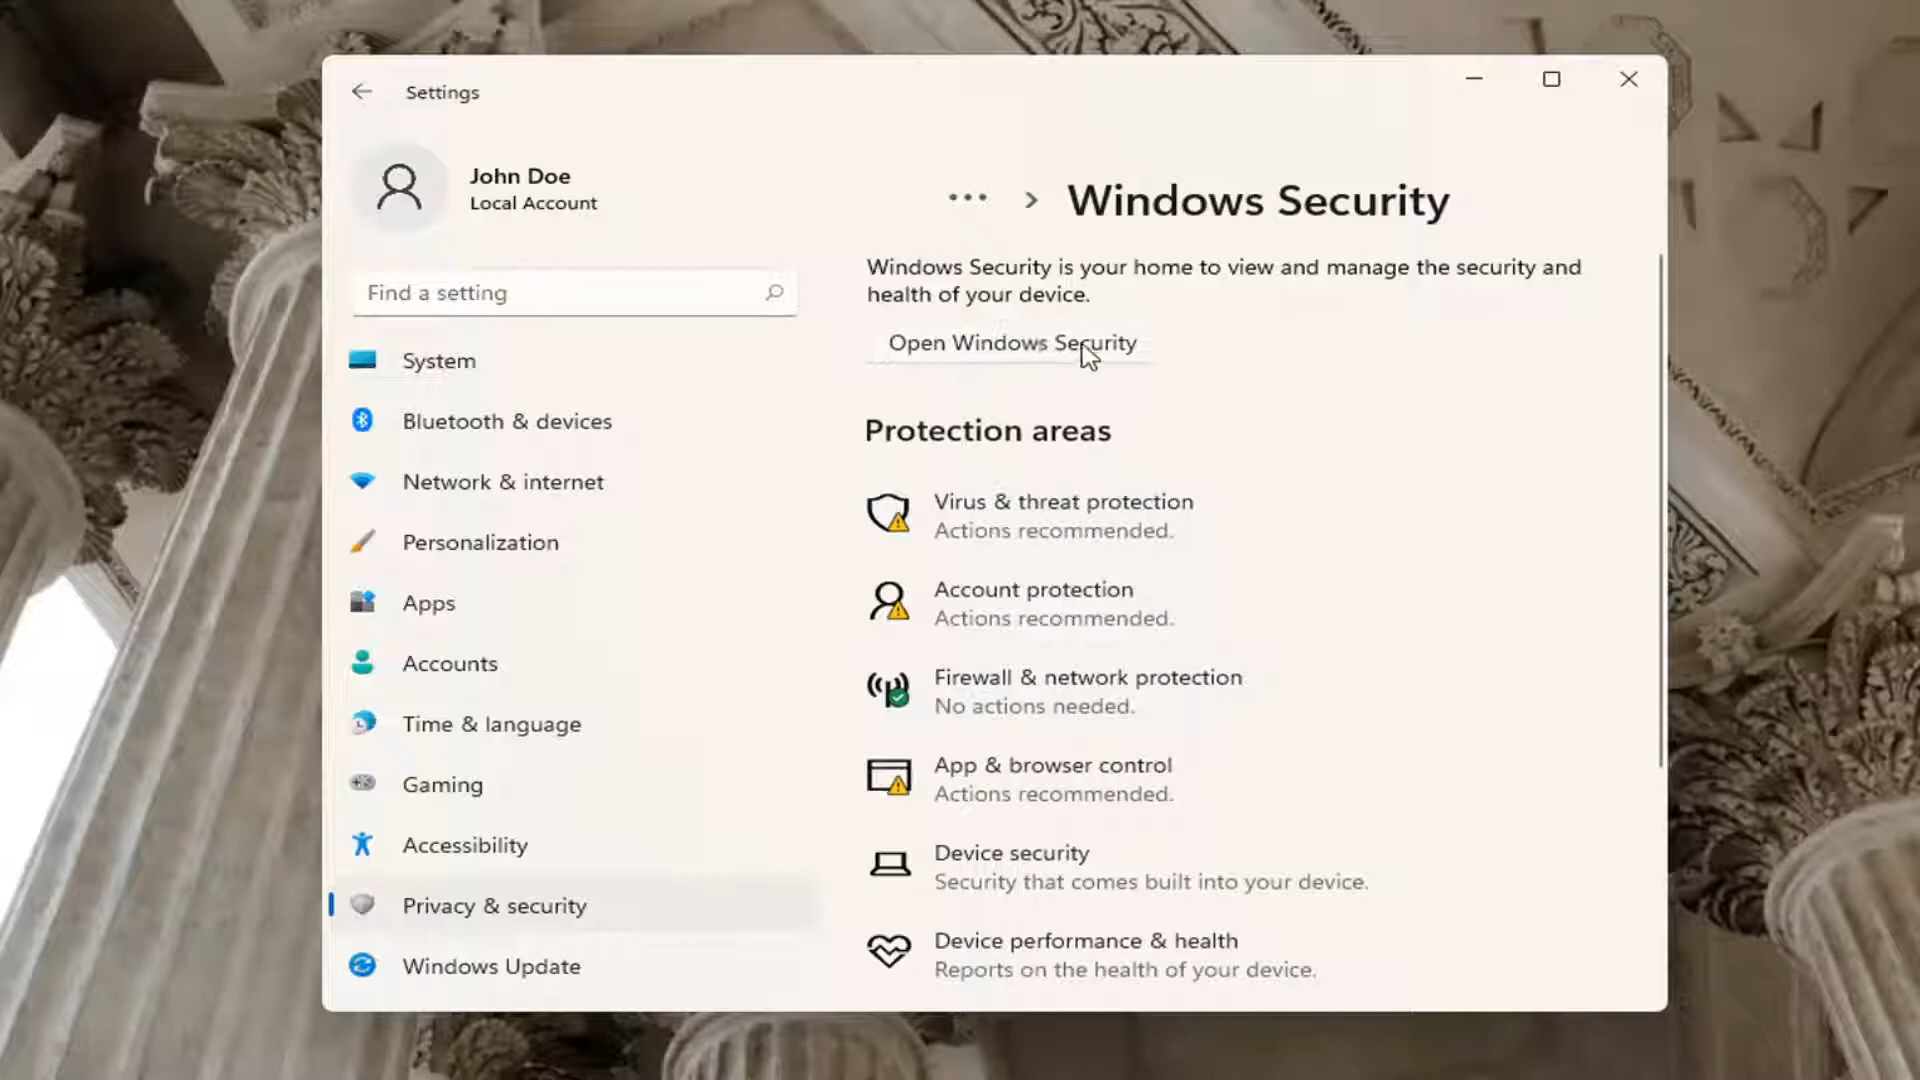 Settings
John Doe
Local Account
Find a setting
System
Bluetooth & devices
Network & internet
Personalization
Apps
Accounts
Time & language
Gaming
Accessibility
Privacy & security
Windows Update
... > Windows Security
Windows Security is your home to view and manage the security and
health of your device.
Open Windows Security
Protection areas
Virus & threat protection
Actions recommended.
Account protection
Actions recommended.
Firewall & network protection
No actions needed.
App & browser control
Actions recommended.
Device security
Security that comes built into your device.
Device performance & health
Reports on the health of your device.